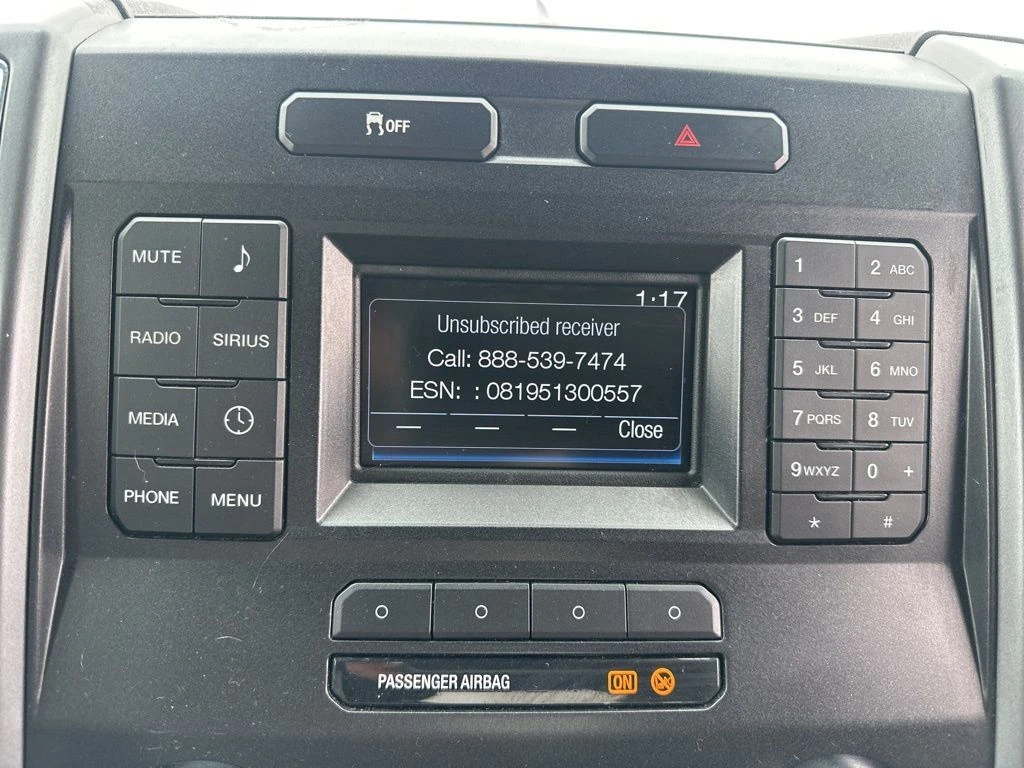 OFF
MUTE
RADIO
SIRIUS
MEDIA
PHONE
MENU
1:17
Unsubscribed receiver
Call: 888-539-7474
ESN: : 081951300557
— — — Close
1
2 ABC
3 DEF
4 GHI
5 JKL
6 MNO
7 PQRS
8 TUV
9 WXYZ
0 +
* #
PASSENGER AIRBAG ON